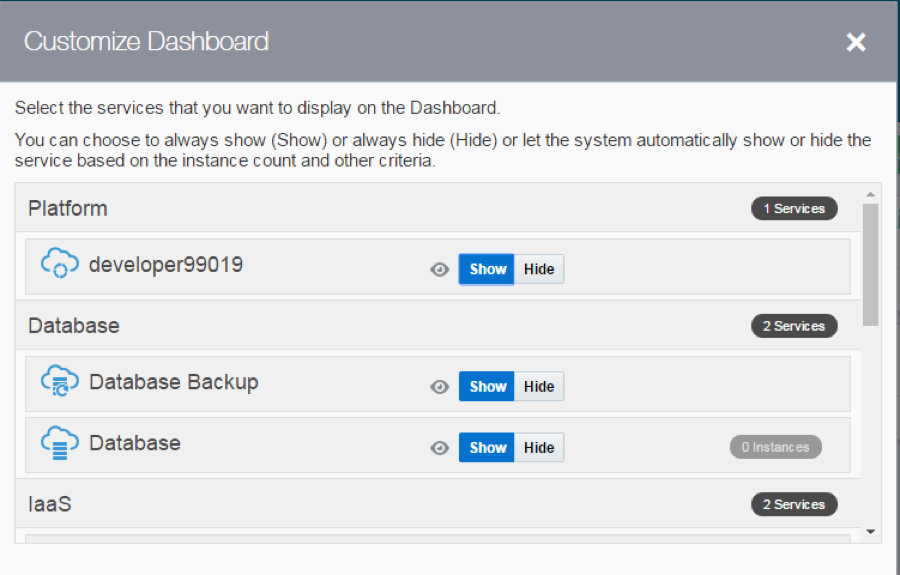 Customize Dashboard
Select the services that you want to display on the Dashboard.
You can choose to always show (Show) or always hide (Hide) or let the system automatically show or hide the
service based on the instance count and other criteria.
Platform 1 Services
developer99019 Show Hide
Database 2 Services
Database Backup Show Hide
Database Show Hide 0 Instances
IaaS 2 Services